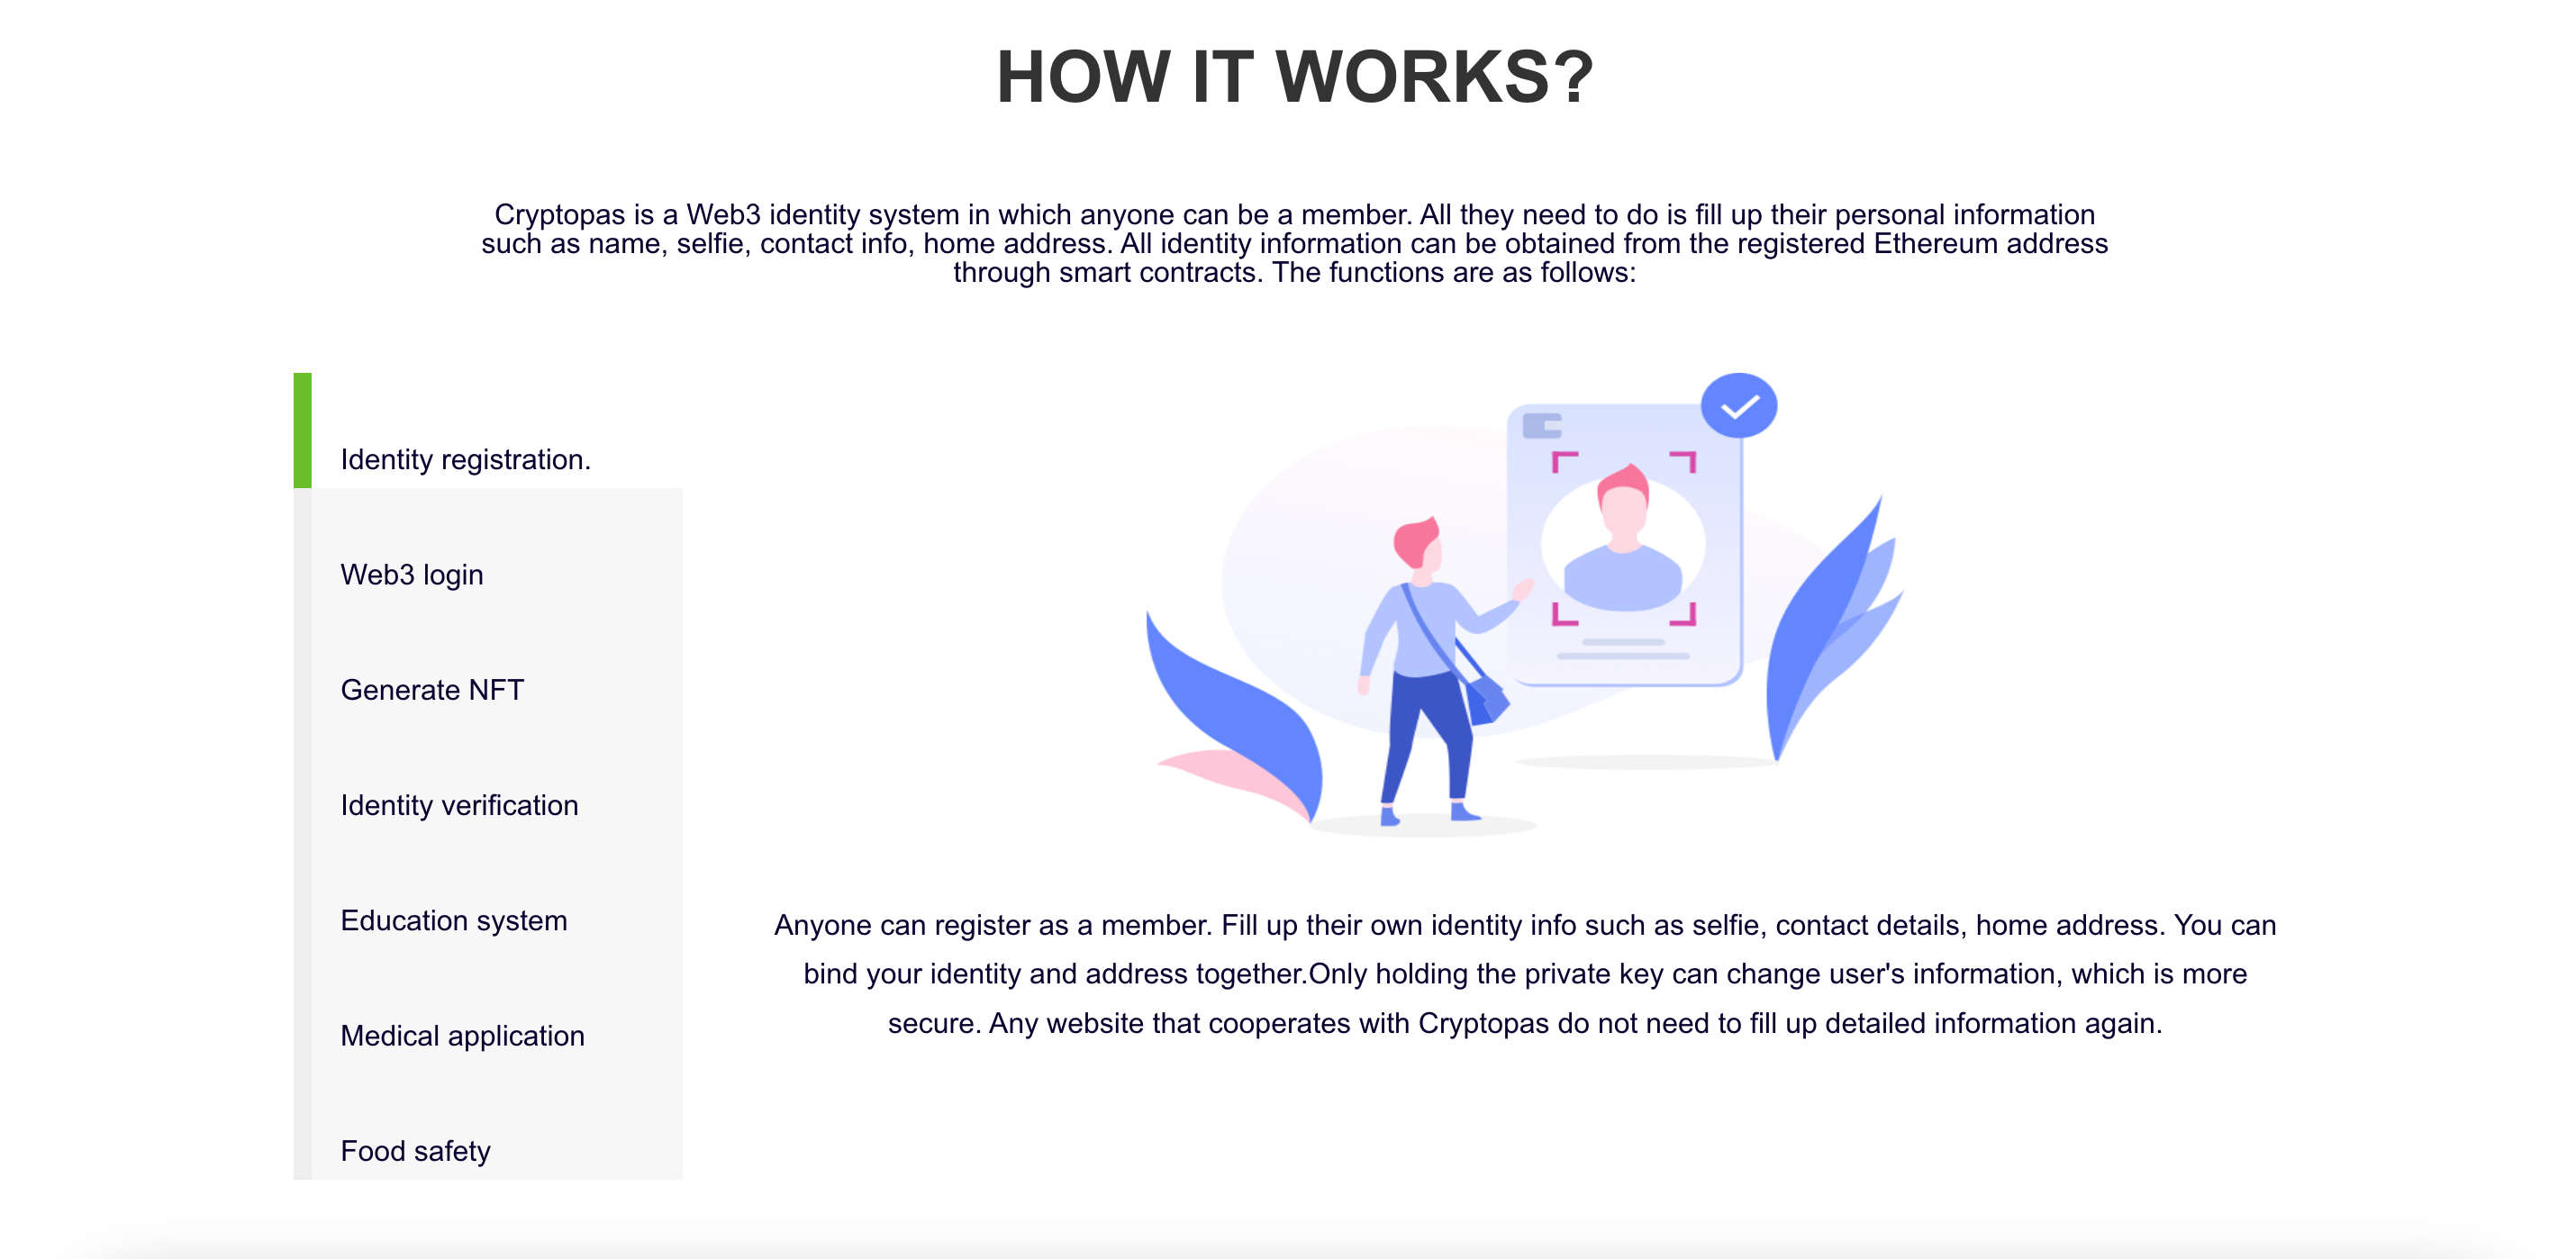 HOW IT WORKS?
Cryptopas is a Web3 identity system in which anyone can be a member. All they need to do is fill up their personal information
such as name, selfie, contact info, home address. All identity information can be obtained from the registered Ethereum address
through smart contracts. The functions are as follows:
Identity registration.
Web3 login
Generate NFT
Identity verification
Education system
Medical application
Food safety
Anyone can register as a member. Fill up their own identity info such as selfie, contact details, home address. You can
bind your identity and address together.Only holding the private key can change user's information, which is more
secure. Any website that cooperates with Cryptopas do not need to fill up detailed information again.